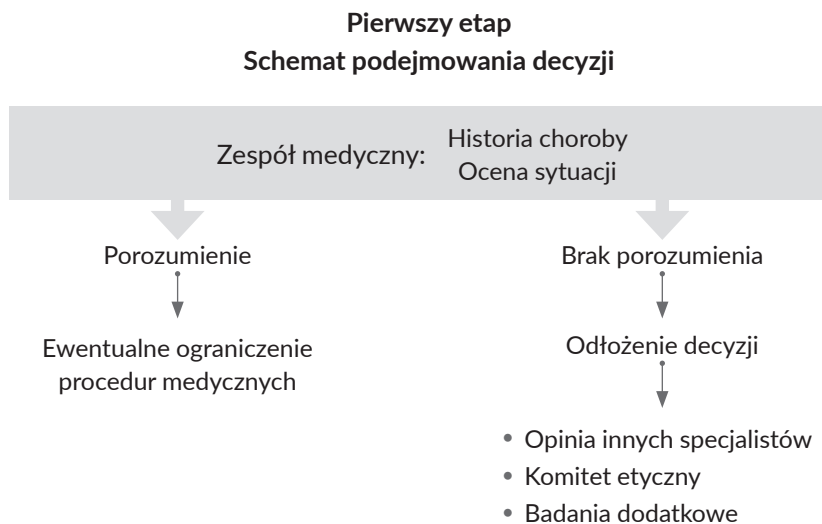 Pierwszy etap
Schemat podejmowania decyzji
Zespół medyczny:
Historia choroby
Ocena sytuacji
Porozumienie
Ewentualne ograniczenie
procedur medycznych
Brak porozumienia
Odłożenie decyzji
• Opinia innych specjalistów
• Komitet etyczny
• Badania dodatkowe